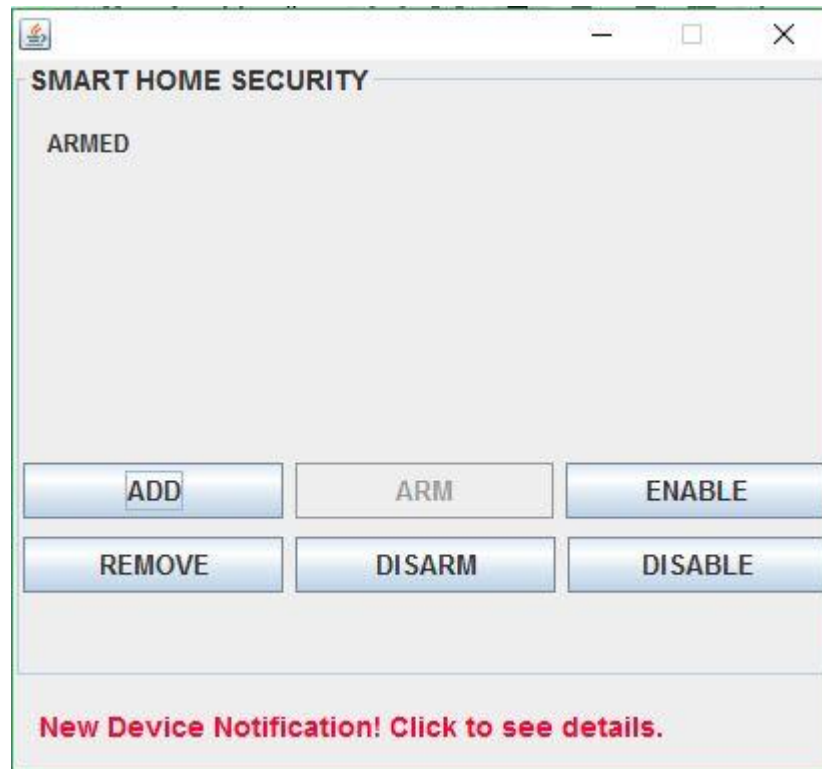 SMART HOME SECURITY
ARMED
ADD ARM ENABLE
REMOVE DISARM DISABLE
New Device Notification! Click to see details.